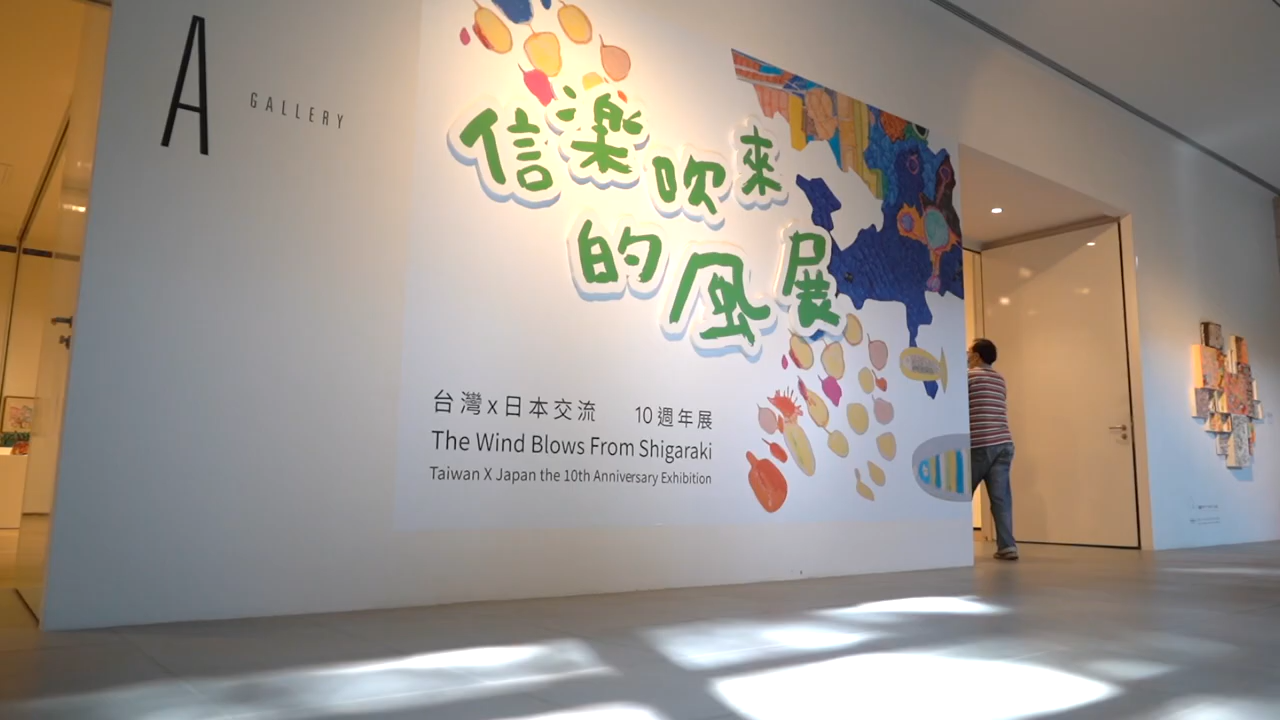 A GALLERY
信楽吹來
的風展
台灣x日本交流 10週年展
The Wind Blows From Shigaraki
Taiwan X Japan the 10th Anniversary Exhibition